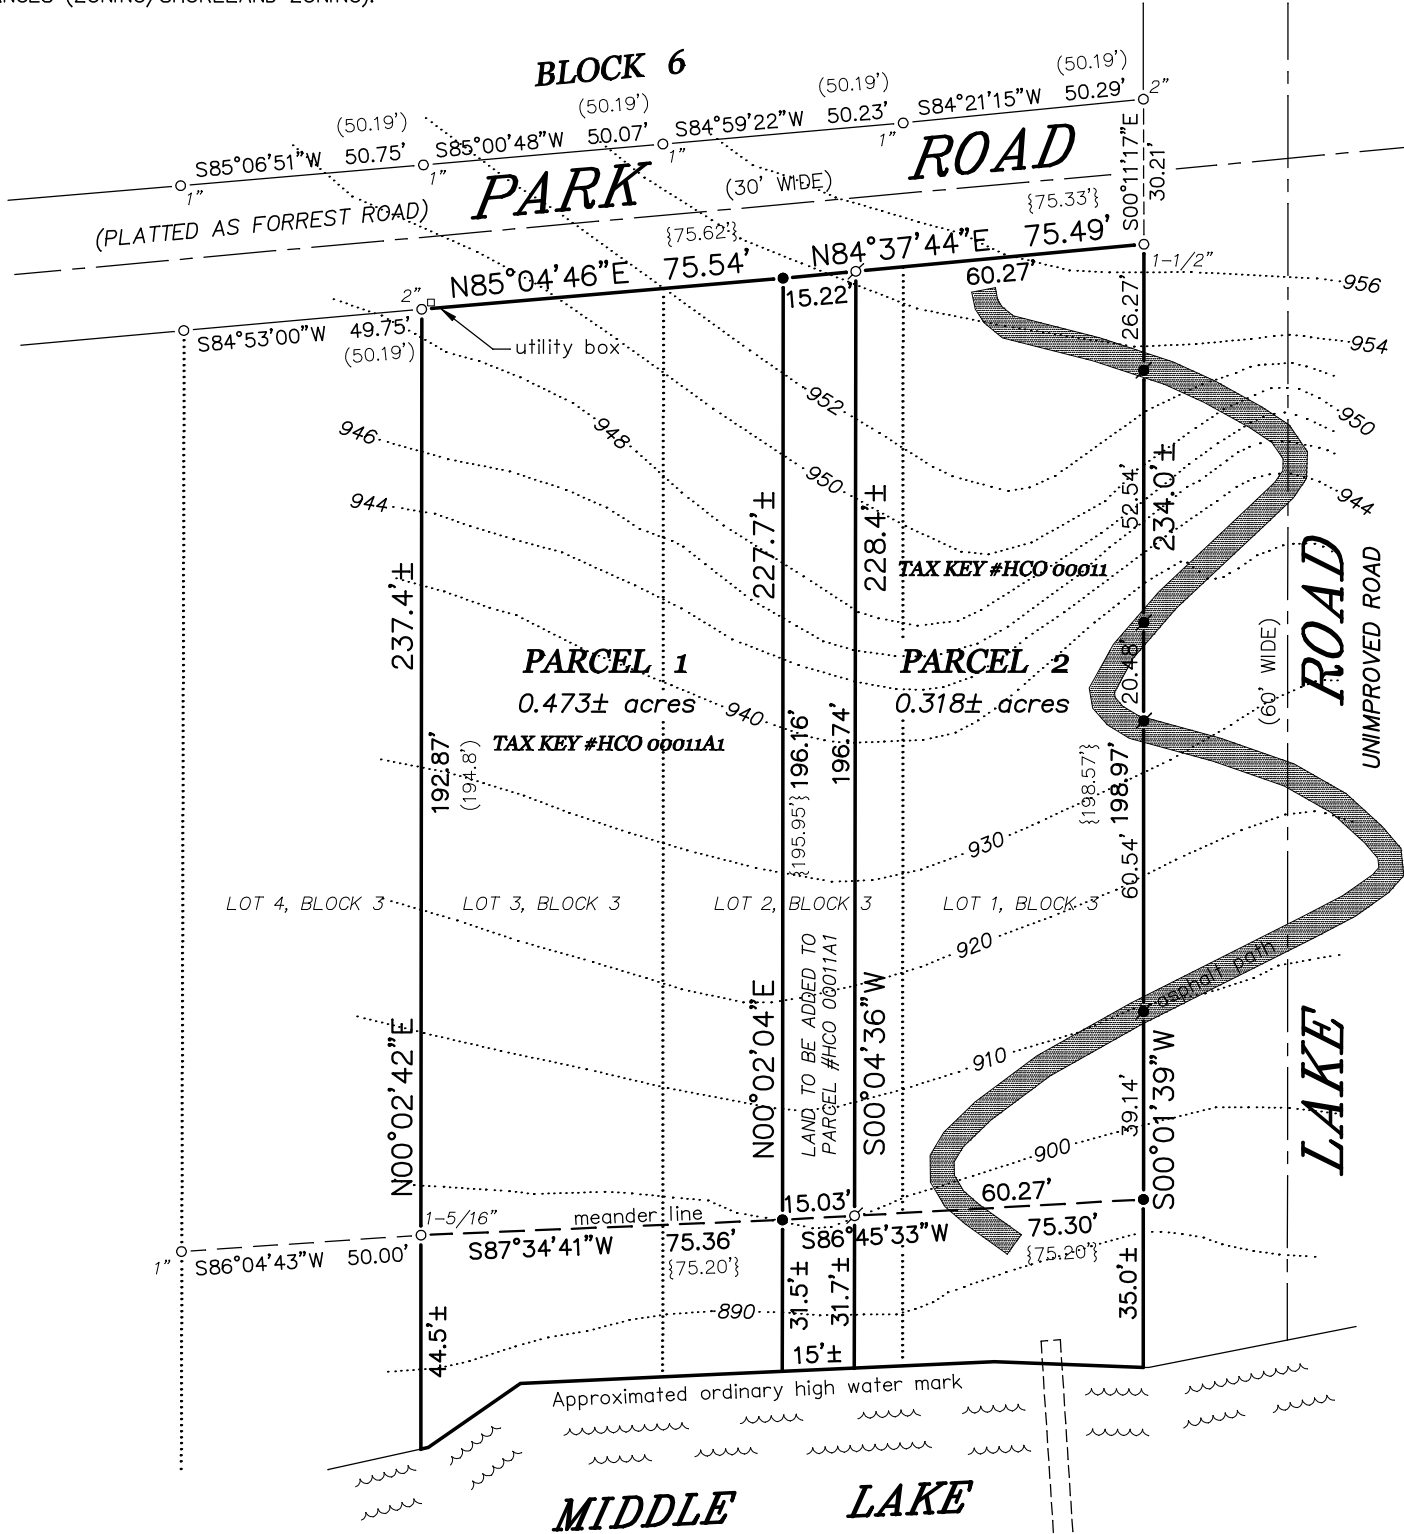 BLOCK 6
(50.19')
(50.19')
(50.19')
(50.19')
S85°06'51"W 50.75'
S85°00'48"W 50.07'
S84°59'22"W 50.23'
S84°21'15"W 50.29'
1"
1"
1"
1"
2"
PARK ROAD
(30' WIDE)
(PLATTED AS FORREST ROAD)
S00°11'17"E
30.21'
{75.62'}
{75.33'}
N85°04'46"E 75.54'
N84°37'44"E 75.49'
15.22'
60.27'
1-1/2"
2"
S84°53'00"W 49.75'
(50.19')
utility box
26.27'
956
954
952
950
950
948
946
944
944
52.54'
234.0'±
237.4'±
227.7'±
228.4'±
TAX KEY #HCO 00011
PARCEL 1
0.473± acres
TAX KEY #HCO 00011A1
PARCEL 2
0.318± acres
20.48'
940
192.87'
(194.8')
196.16'
{195.95'}
196.74'
{198.57'}
198.97'
60.54'
(60' WIDE)
LAKE ROAD
UNIMPROVED ROAD
930
LOT 4, BLOCK 3
LOT 3, BLOCK 3
LOT 2, BLOCK 3
LOT 1, BLOCK 3
920
asphalt path
LAND TO BE ADDED TO
PARCEL #HCO 00011A1
N00°02'42"E
N00°02'04"E
S00°04'36"W
S00°01'39"W
910
39.14'
900
1-5/16"
meander line
15.03'
60.27'
1"
S86°04'43"W 50.00'
S87°34'41"W 75.36'
{75.20'}
S86°45'33"W 75.30'
{75.20'}
44.5'±
31.5'±
31.7'±
35.0'±
890
15'±
Approximated ordinary high water mark
MIDDLE LAKE